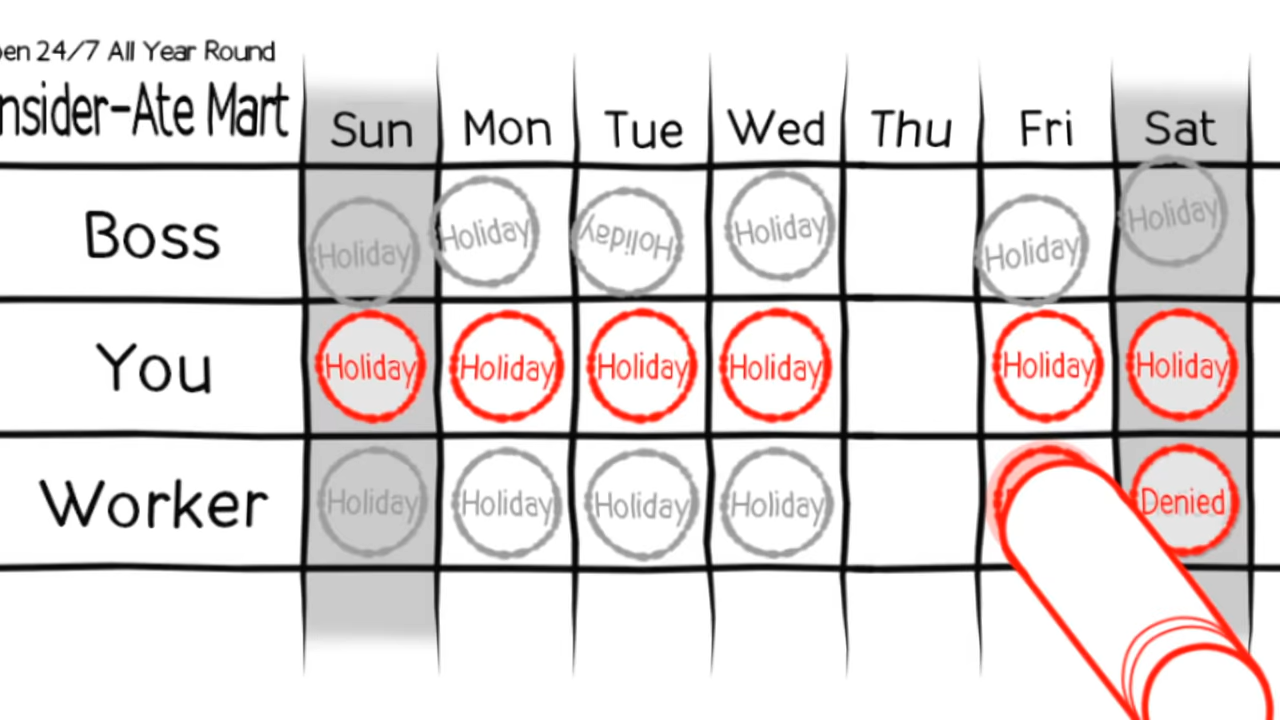 en 24/7 All Year Round
nsider-Ate Mart
Sun Mon Tue Wed Thu Fri Sat
Boss Holiday Holiday Holiday Holiday Holiday Holiday
You Holiday Holiday Holiday Holiday Holiday Holiday
Worker Holiday Holiday Holiday Holiday Denied